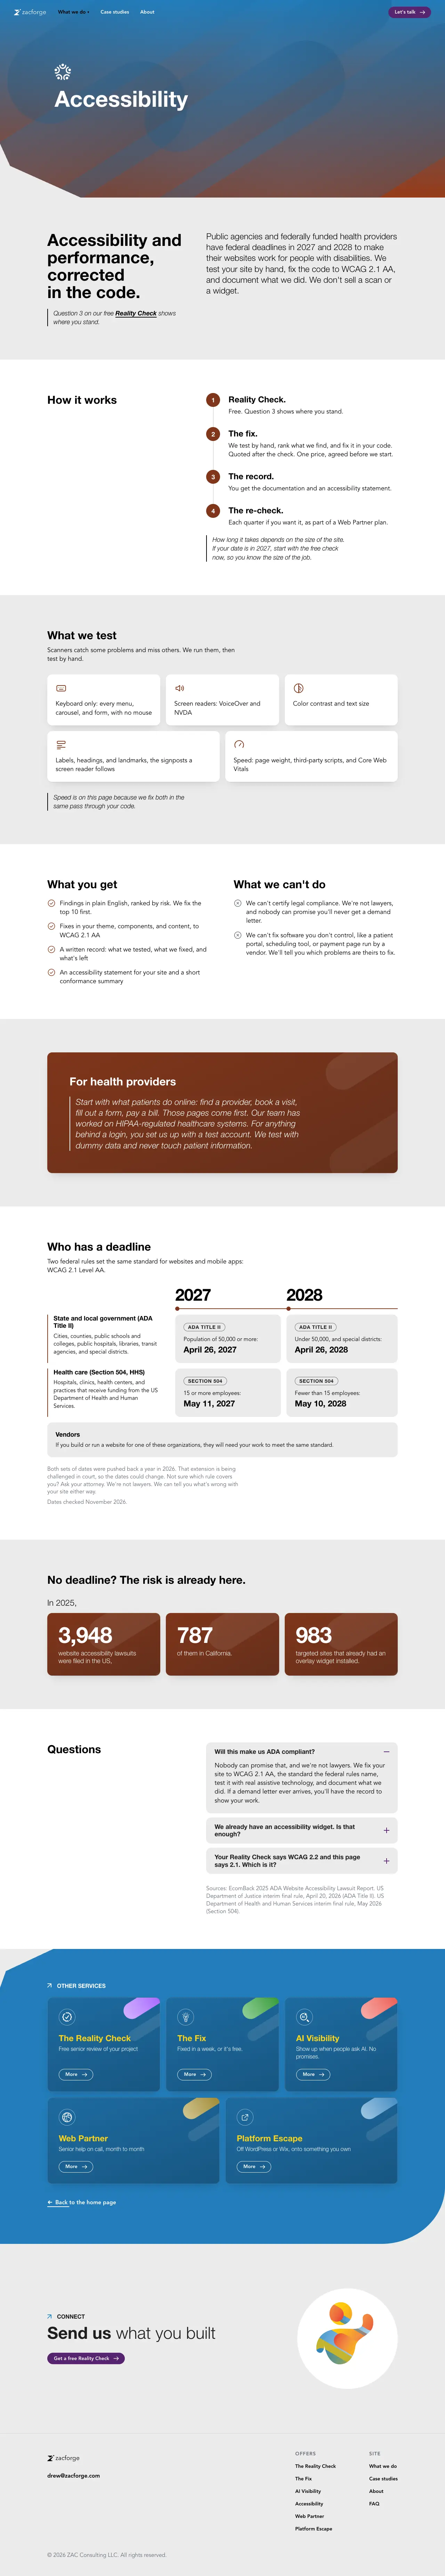 zacforge
What we do
Case studies
About
Let's talk
Accessibility
Accessibility and
performance,
corrected
in the code.
Question 3 on our free Reality Check shows
where you stand.
Public agencies and federally funded health providers
have federal deadlines in 2027 and 2028 to make
their websites work for people with disabilities. We
test your site by hand, fix the code to WCAG 2.1 AA,
and document what we did. We don't sell a scan or
a widget.
How it works
1
Reality Check.
Free. Question 3 shows where you stand.
2
The fix.
We test by hand, rank what we find, and fix it in your code.
Quoted after the check. One price, agreed before we start.
3
The record.
You get the documentation and an accessibility statement.
4
The re-check.
Each quarter if you want it, as part of a Web Partner plan.
How long it takes depends on the size of the site.
If your date is in 2027, start with the free check
now, so you know the size of the job.
What we test
Scanners catch some problems and miss others. We run them, then
test by hand.
Keyboard only: every menu,
carousel, and form, with no mouse
Screen readers: VoiceOver and
NVDA
Color contrast and text size
Labels, headings, and landmarks, the signposts a
screen reader follows
Speed: page weight, third-party scripts, and Core Web
Vitals
Speed is on this page because we fix both in the
same pass through your code.
What you get
Findings in plain English, ranked by risk. We fix the
top 10 first.
Fixes in your theme, components, and content, to
WCAG 2.1 AA
A written record: what we tested, what we fixed, and
what's left
An accessibility statement for your site and a short
conformance summary
What we can't do
We can't certify legal compliance. We're not lawyers,
and nobody can promise you'll never get a demand
letter.
We can't fix software you don't control, like a patient
portal, scheduling tool, or payment page run by a
vendor. We'll tell you which problems are theirs to fix.
For health providers
Start with what patients do online: find a provider, book a visit,
fill out a form, pay a bill. Those pages come first. Our team has
worked on HIPAA-regulated healthcare systems. For anything
behind a login, you set us up with a test account. We test with
dummy data and never touch patient information.
Who has a deadline
Two federal rules set the same standard for websites and mobile apps:
WCAG 2.1 Level AA.
2027
2028
State and local government (ADA
Title II)
Cities, counties, public schools and
colleges, public hospitals, libraries, transit
agencies, and special districts.
ADA TITLE II
Population of 50,000 or more:
April 26, 2027
ADA TITLE II
Under 50,000, and special districts:
April 26, 2028
Health care (Section 504, HHS)
Hospitals, clinics, health centers, and
practices that receive funding from the US
Department of Health and Human
Services.
SECTION 504
15 or more employees:
May 11, 2027
SECTION 504
Fewer than 15 employees:
May 10, 2028
Vendors
If you build or run a website for one of these organizations, they will need your work to meet the same standard.
Both sets of dates were pushed back a year in 2026. That extension is being
challenged in court, so the dates could change. Not sure which rule covers
you? Ask your attorney. We're not lawyers. We can tell you what's wrong with
your site either way.
Dates checked November 2026.
No deadline? The risk is already here.
In 2025,
3,948
website accessibility lawsuits
were filed in the US,
787
of them in California.
983
targeted sites that already had an
overlay widget installed.
Questions
Will this make us ADA compliant?
Nobody can promise that, and we're not lawyers. We fix your
site to WCAG 2.1 AA, the standard the federal rules name,
test it with real assistive technology, and document what we
did. If a demand letter ever arrives, you'll have the record to
show your work.
We already have an accessibility widget. Is that
enough?
Your Reality Check says WCAG 2.2 and this page
says 2.1. Which is it?
Sources: EcomBack 2025 ADA Website Accessibility Lawsuit Report. US
Department of Justice interim final rule, April 20, 2026 (ADA Title II). US
Department of Health and Human Services interim final rule, May 2026
(Section 504).
OTHER SERVICES
The Reality Check
Free senior review of your project
More
The Fix
Fixed in a week, or it's free.
More
AI Visibility
Show up when people ask AI. No
promises.
More
Web Partner
Senior help on call, month to month
More
Platform Escape
Off WordPress or Wix, onto something you own
More
Back to the home page
CONNECT
Send us what you built
Get a free Reality Check
zacforge
drew@zacforge.com
OFFERS
The Reality Check
The Fix
AI Visibility
Accessibility
Web Partner
Platform Escape
SITE
What we do
Case studies
About
FAQ
© 2026 ZAC Consulting LLC. All rights reserved.